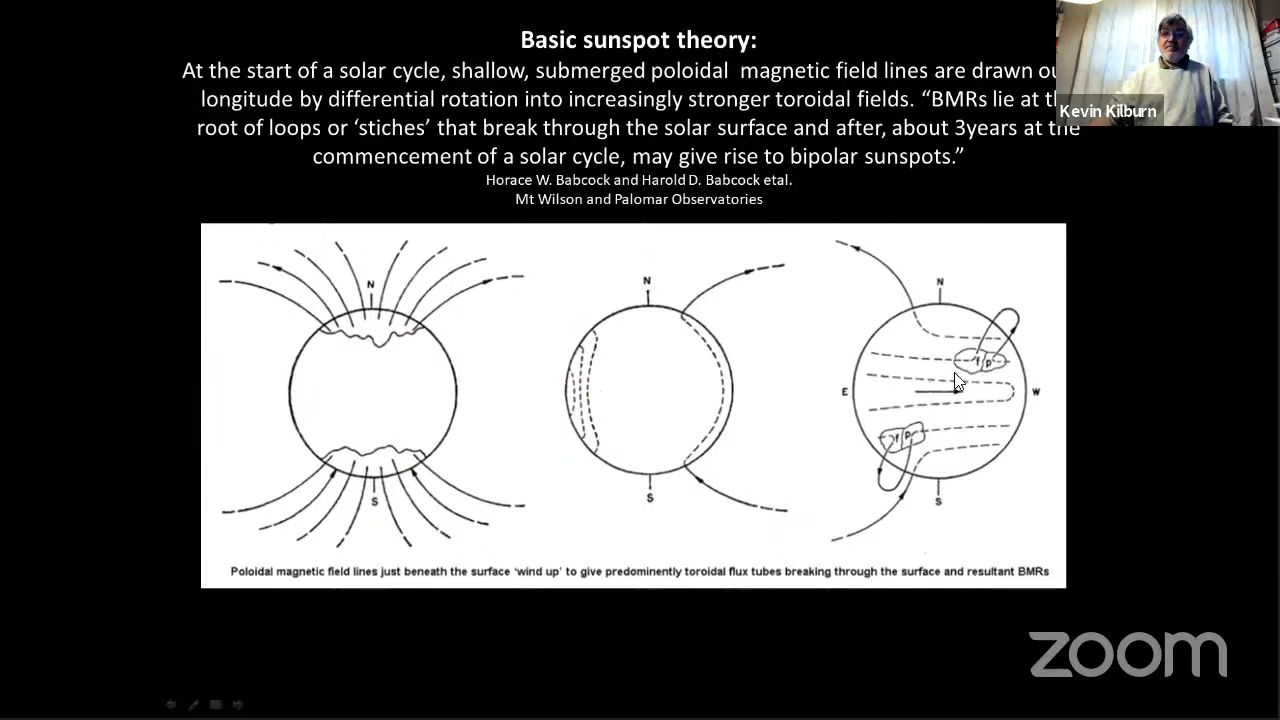 Basic sunspot theory:
At the start of a solar cycle, shallow, submerged poloidal magnetic field lines are drawn
longitude by differential rotation into increasingly stronger toroidal fields. “BMRs lie at
root of loops or ‘stiches’ that break through the solar surface and after, about 3years at the
commencement of a solar cycle, may give rise to bipolar sunspots.”
Horace W. Babcock and Harold D. Babcock etal.
Mt Wilson and Palomar Observatories
Kevin Kilburn
N
S
N
S
N
E
W
f p
f p
S
Poloidal magnetic field lines just beneath the surface ‘wind up’ to give predominently toroidal flux tubes breaking through the surface and resultant BMRs
zoom